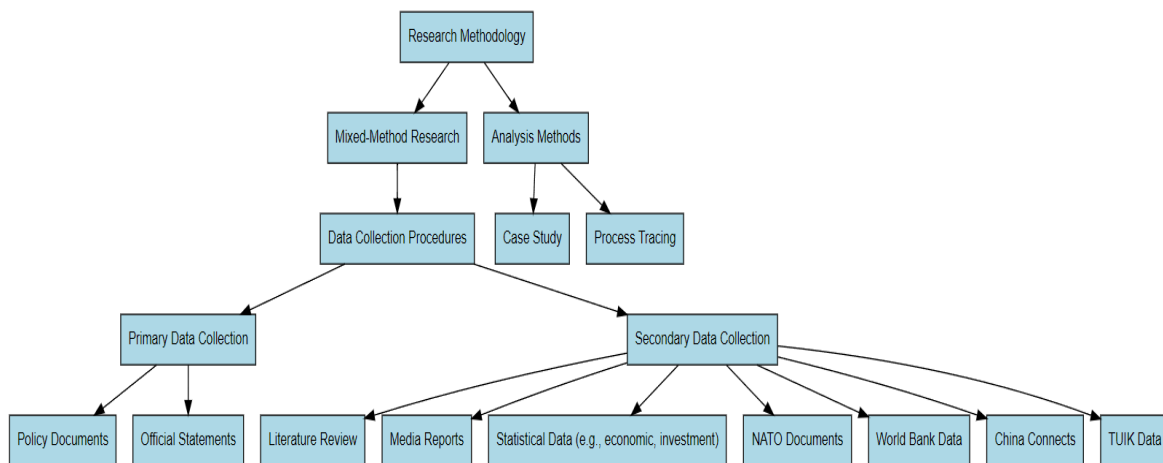 Research Methodology
Mixed-Method Research
Analysis Methods
Data Collection Procedures
Case Study
Process Tracing
Primary Data Collection
Secondary Data Collection
Policy Documents
Official Statements
Literature Review
Media Reports
Statistical Data (e.g., economic, investment)
NATO Documents
World Bank Data
China Connects
TUIK Data